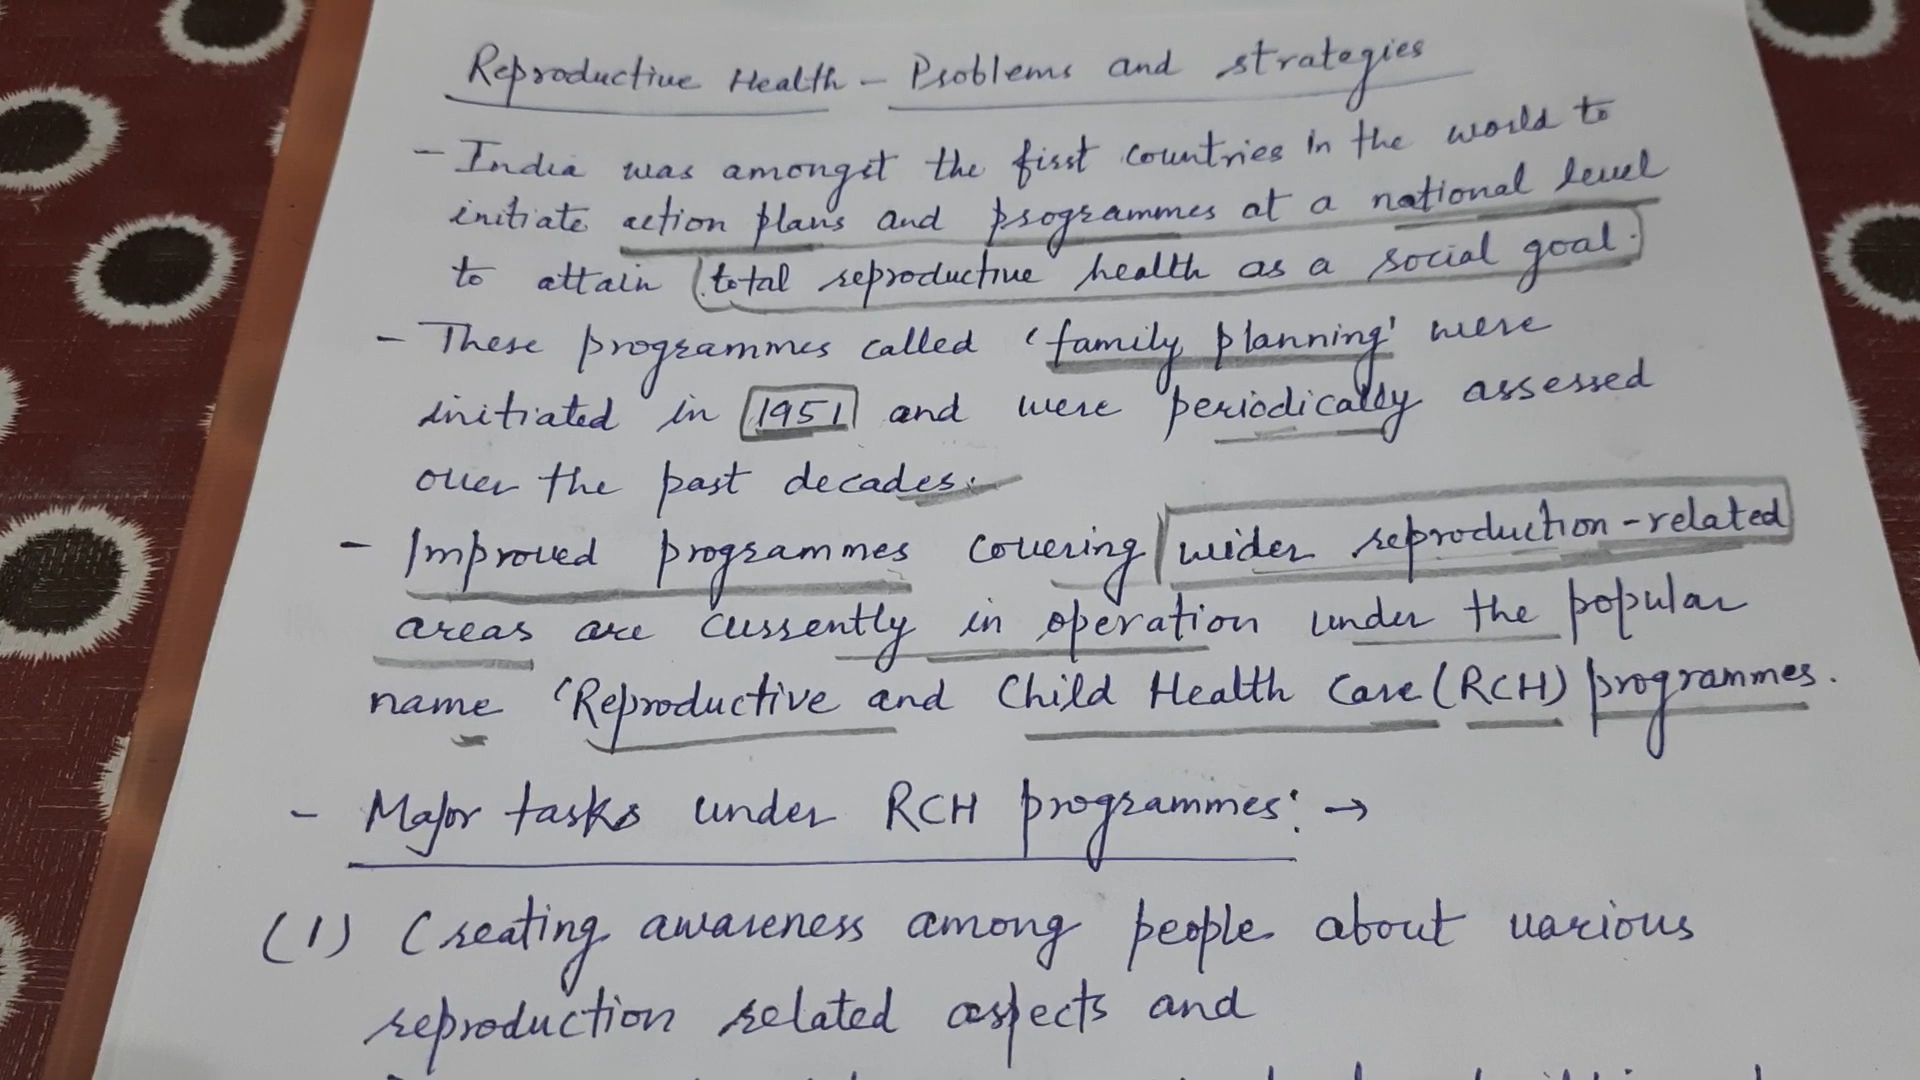 Reproductive Health - Problems and strategies
- India was amongst the first countries in the world to
initiate action plans and programmes at a national level
to attain total reproductive health as a social goal.
- These programmes called 'family planning' were
initiated in 1951 and were periodically assessed
over the past decades.
- Improved programmes covering wider reproduction-related
areas are currently in operation under the popular
name 'Reproductive and Child Health Care (RCH) programmes.
- Major tasks under RCH programmes: →
(1) Creating awareness among people about various
reproduction related aspects and